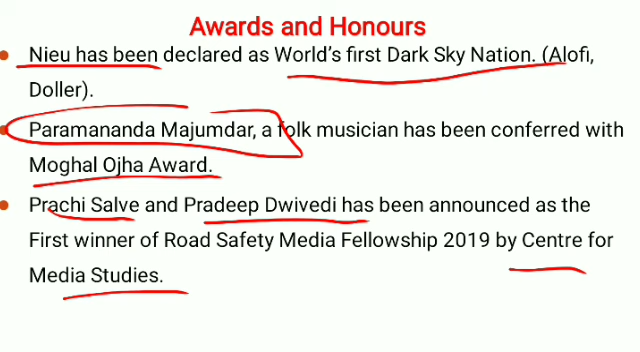 Awards and Honours
Nieu has been declared as World's first Dark Sky Nation. (Alofi,
Doller).
Paramananda Majumdar, a folk musician has been conferred with
Moghal Ojha Award.
Prachi Salve and Pradeep Dwivedi has been announced as the
First winner of Road Safety Media Fellowship 2019 by Centre for
Media Studies.